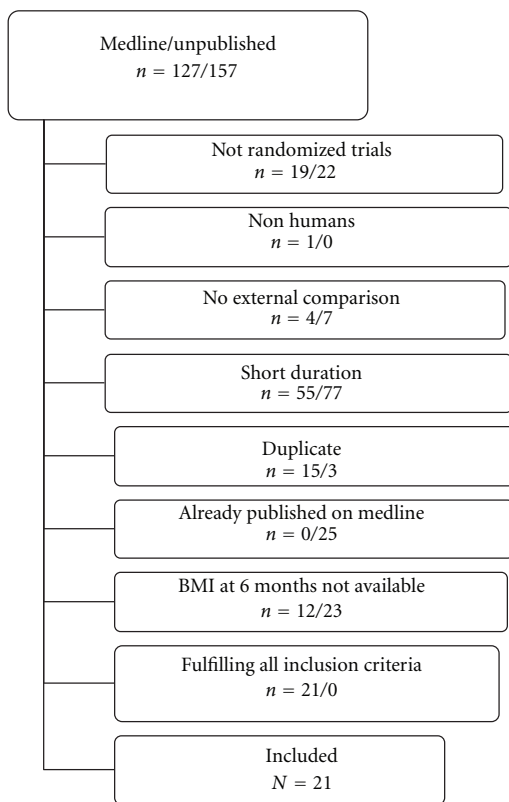 Medline/unpublished
n = 127/157
Not randomized trials
n = 19/22
Non humans
n = 1/0
No external comparison
n = 4/7
Short duration
n = 55/77
Duplicate
n = 15/3
Already published on medline
n = 0/25
BMI at 6 months not available
n = 12/23
Fulfilling all inclusion criteria
n = 21/0
Included
N = 21